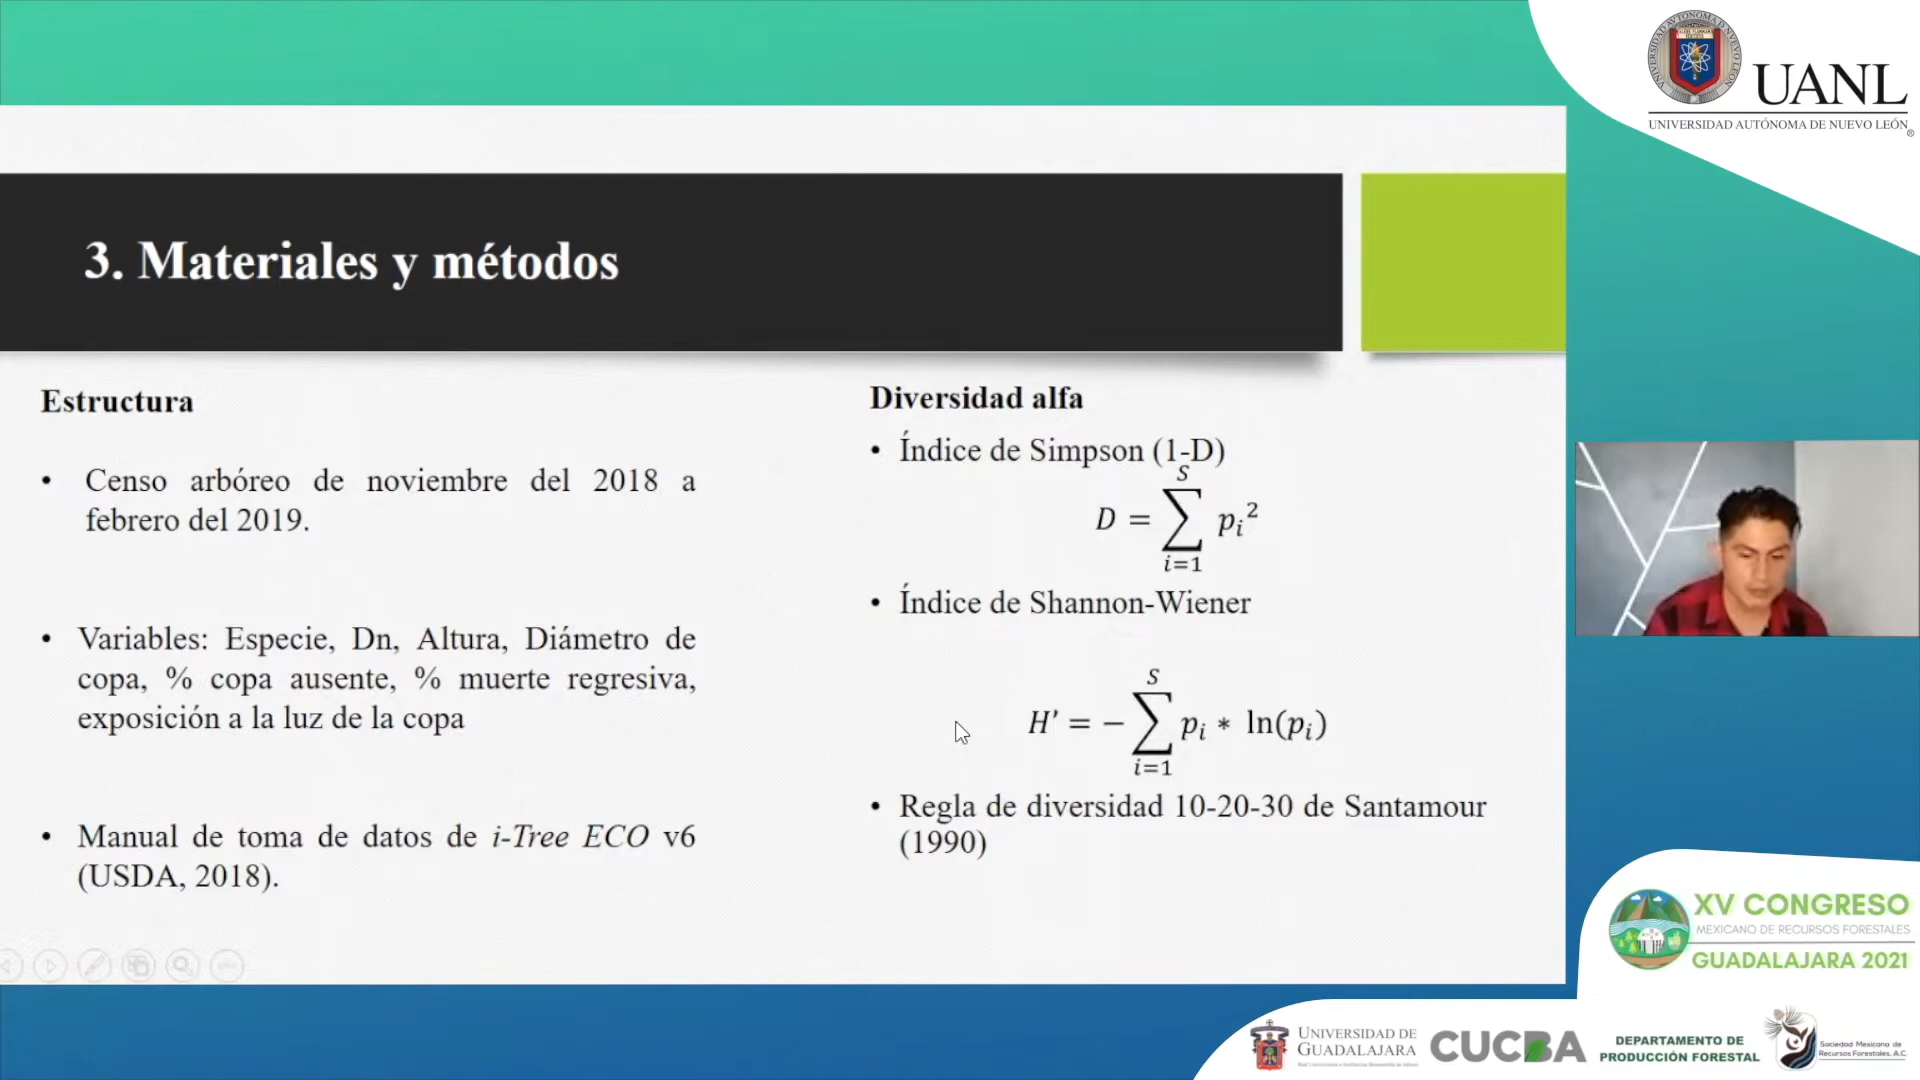 UANL
UNIVERSIDAD AUTÓNOMA DE NUEVO LEÓN
®
3. Materiales y métodos
Estructura
• Censo arbóreo de noviembre del 2018 a
febrero del 2019.
• Variables: Especie, Dn, Altura, Diámetro de
copa, % copa ausente, % muerte regresiva,
exposición a la luz de la copa
• Manual de toma de datos de i-Tree ECO v6
(USDA, 2018).
Diversidad alfa
• Índice de Simpson (1-D)
D = ∑_{i=1}^{S} p_i²
• Índice de Shannon-Wiener
H’ = − ∑_{i=1}^{S} p_i * ln(p_i)
• Regla de diversidad 10-20-30 de Santamour
(1990)
XV CONGRESO
MEXICANO DE RECURSOS FORESTALES
GUADALAJARA 2021
UNIVERSIDAD DE
GUADALAJARA
CUCBA
DEPARTAMENTO DE
PRODUCCIÓN FORESTAL
Sociedad Mexicana de
Recursos Forestales, A.C.